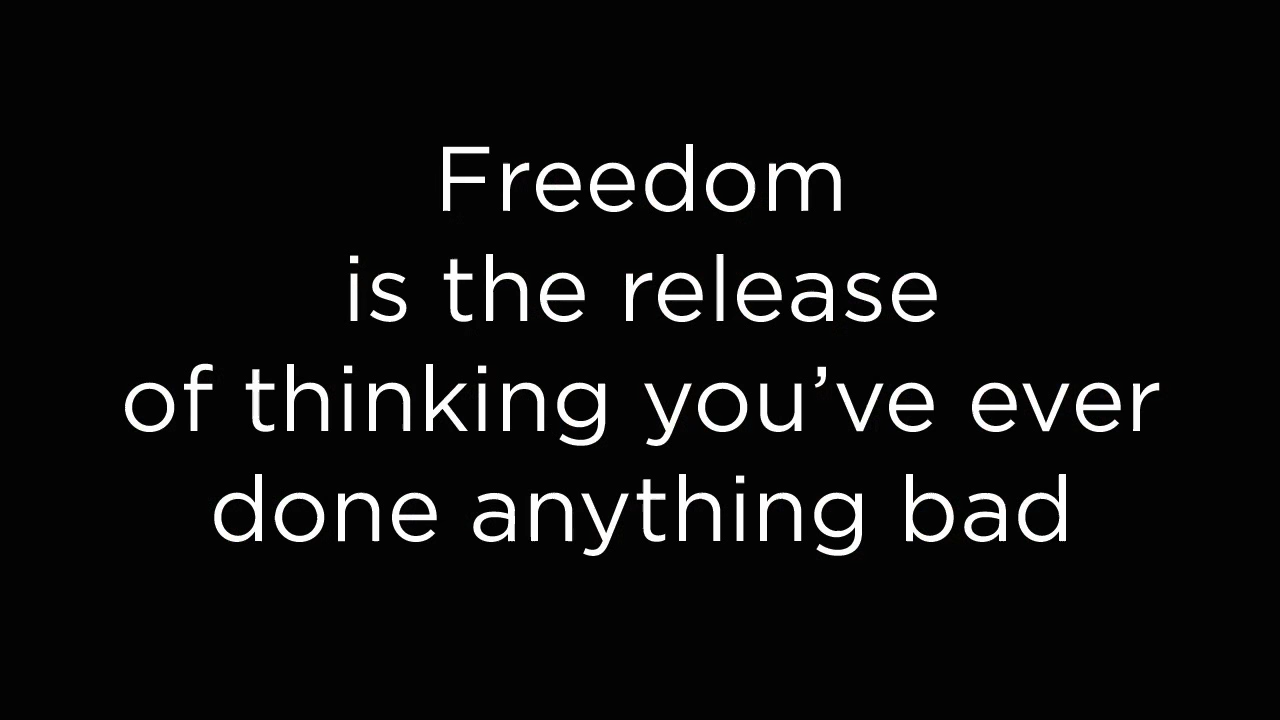 Freedom
is the release
of thinking you’ve ever
done anything bad